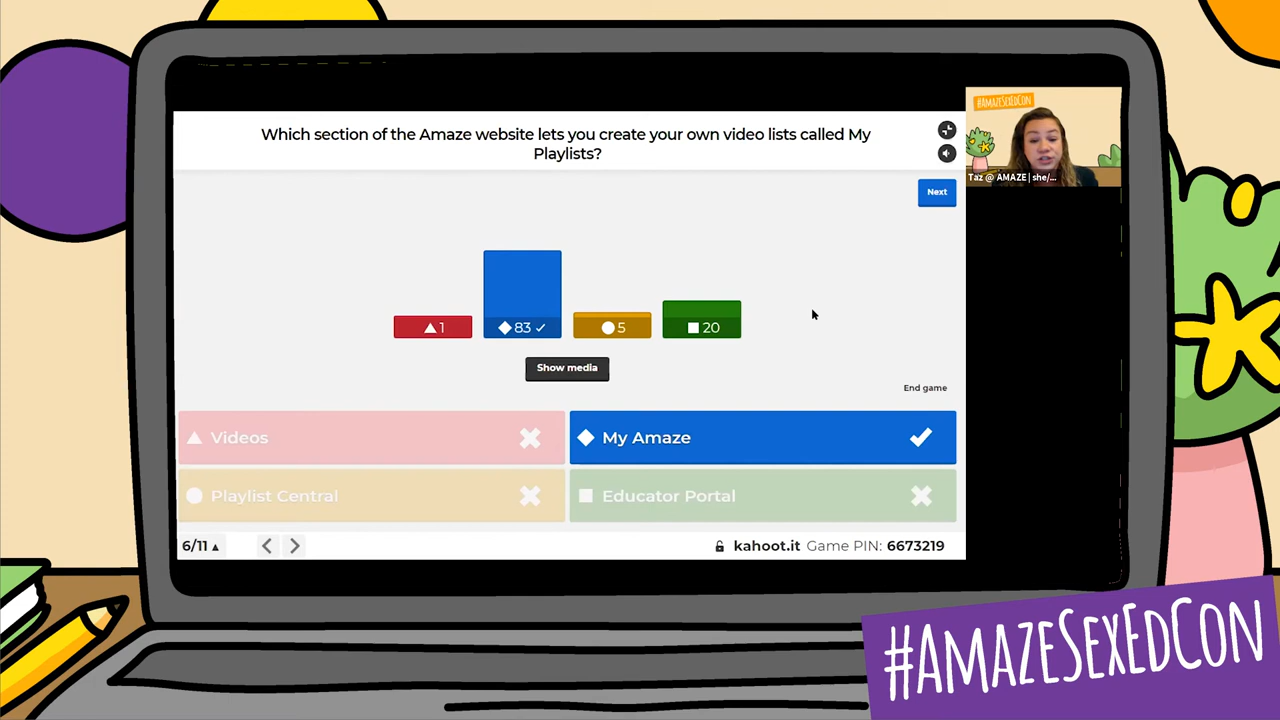 Which section of the Amaze website lets you create your own video lists called My
Playlists?
#AMAZESEXEDCON
Taz @ AMAZE | she/...
Next
1
83
5
20
Show media
End game
Videos
My Amaze
Playlist Central
Educator Portal
6/11
kahoot.it Game PIN: 6673219
#AMAZESEXEDCON